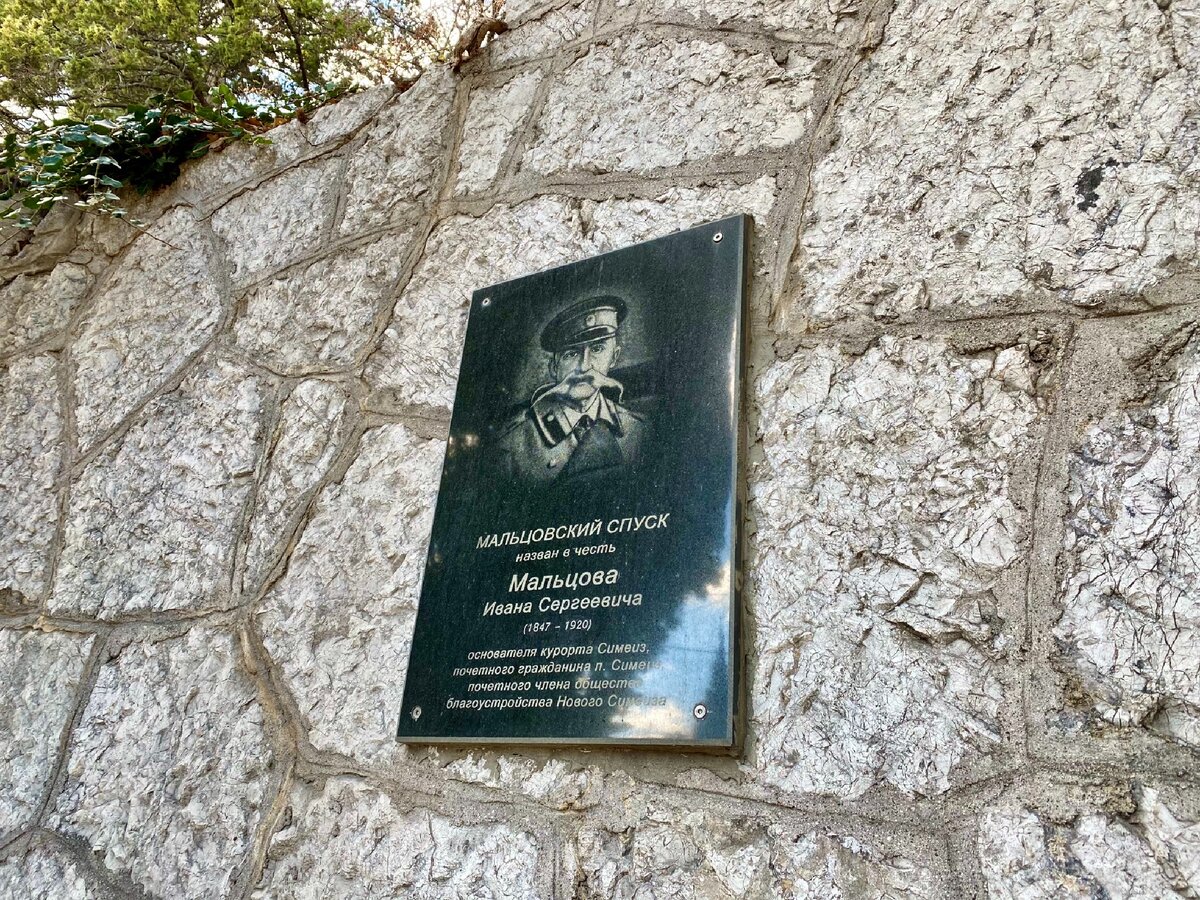 МАЛЬЦОВСКИЙ СПУСК
назван в честь
Мальцова
Ивана Сергеевича
(1847 – 1920)
основателя курорта Симеиз,
почетного гражданина п. Симеиз,
почетного члена общества
благоустройства Нового Симеиза